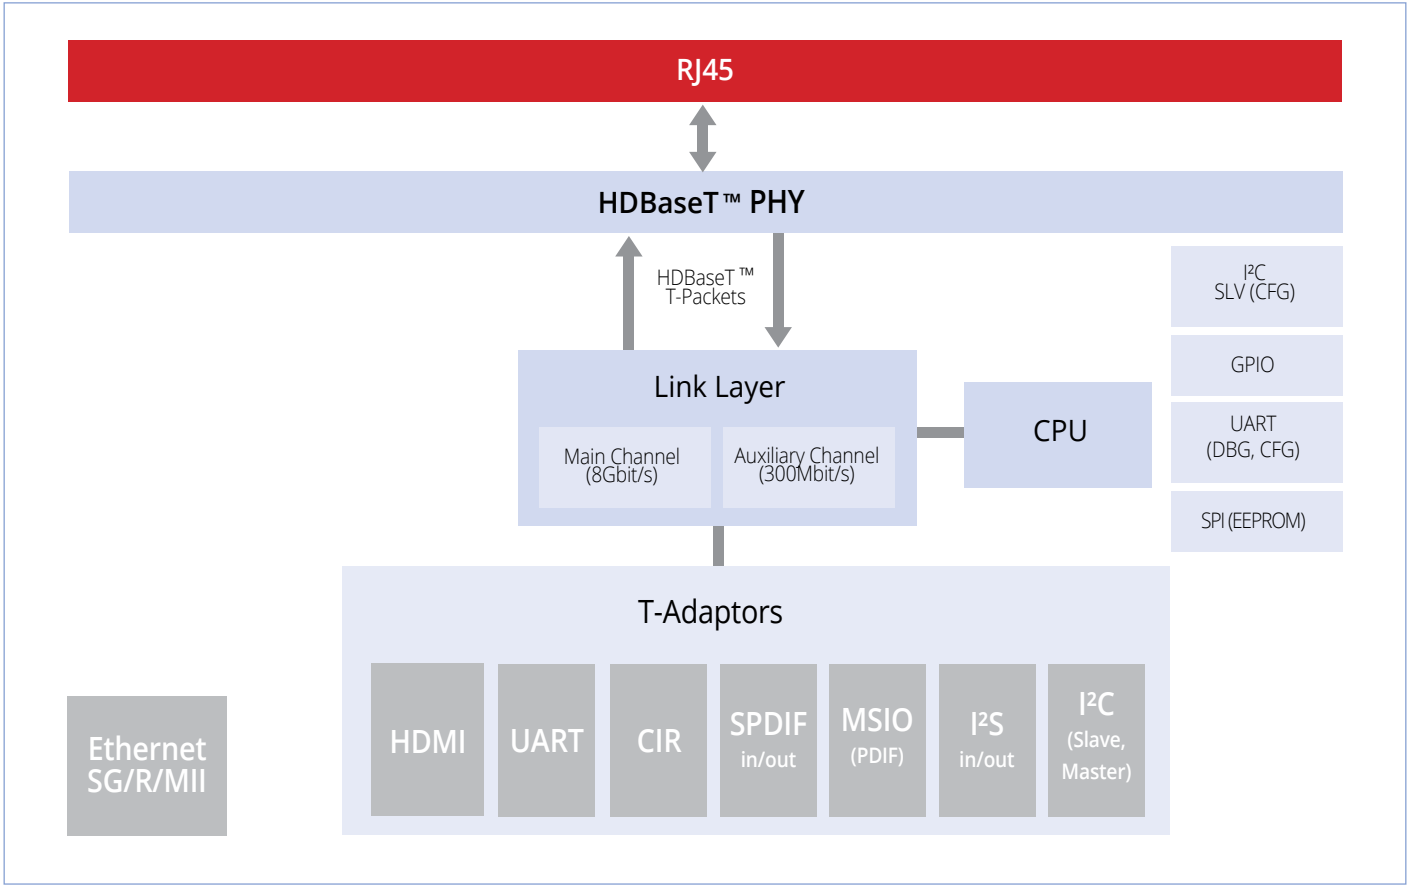 RJ45
HDBaseT™ PHY
HDBaseT™
T-Packets
I²C
SLV (CFG)
GPIO
UART
(DBG, CFG)
SPI (EEPROM)
Link Layer
Main Channel
(8Gbit/s)
Auxiliary Channel
(300Mbit/s)
CPU
T-Adaptors
Ethernet
SG/R/MII
HDMI
UART
CIR
SPDIF
in/out
MSIO
(PDIF)
I²S
in/out
I²C
(Slave,
Master)